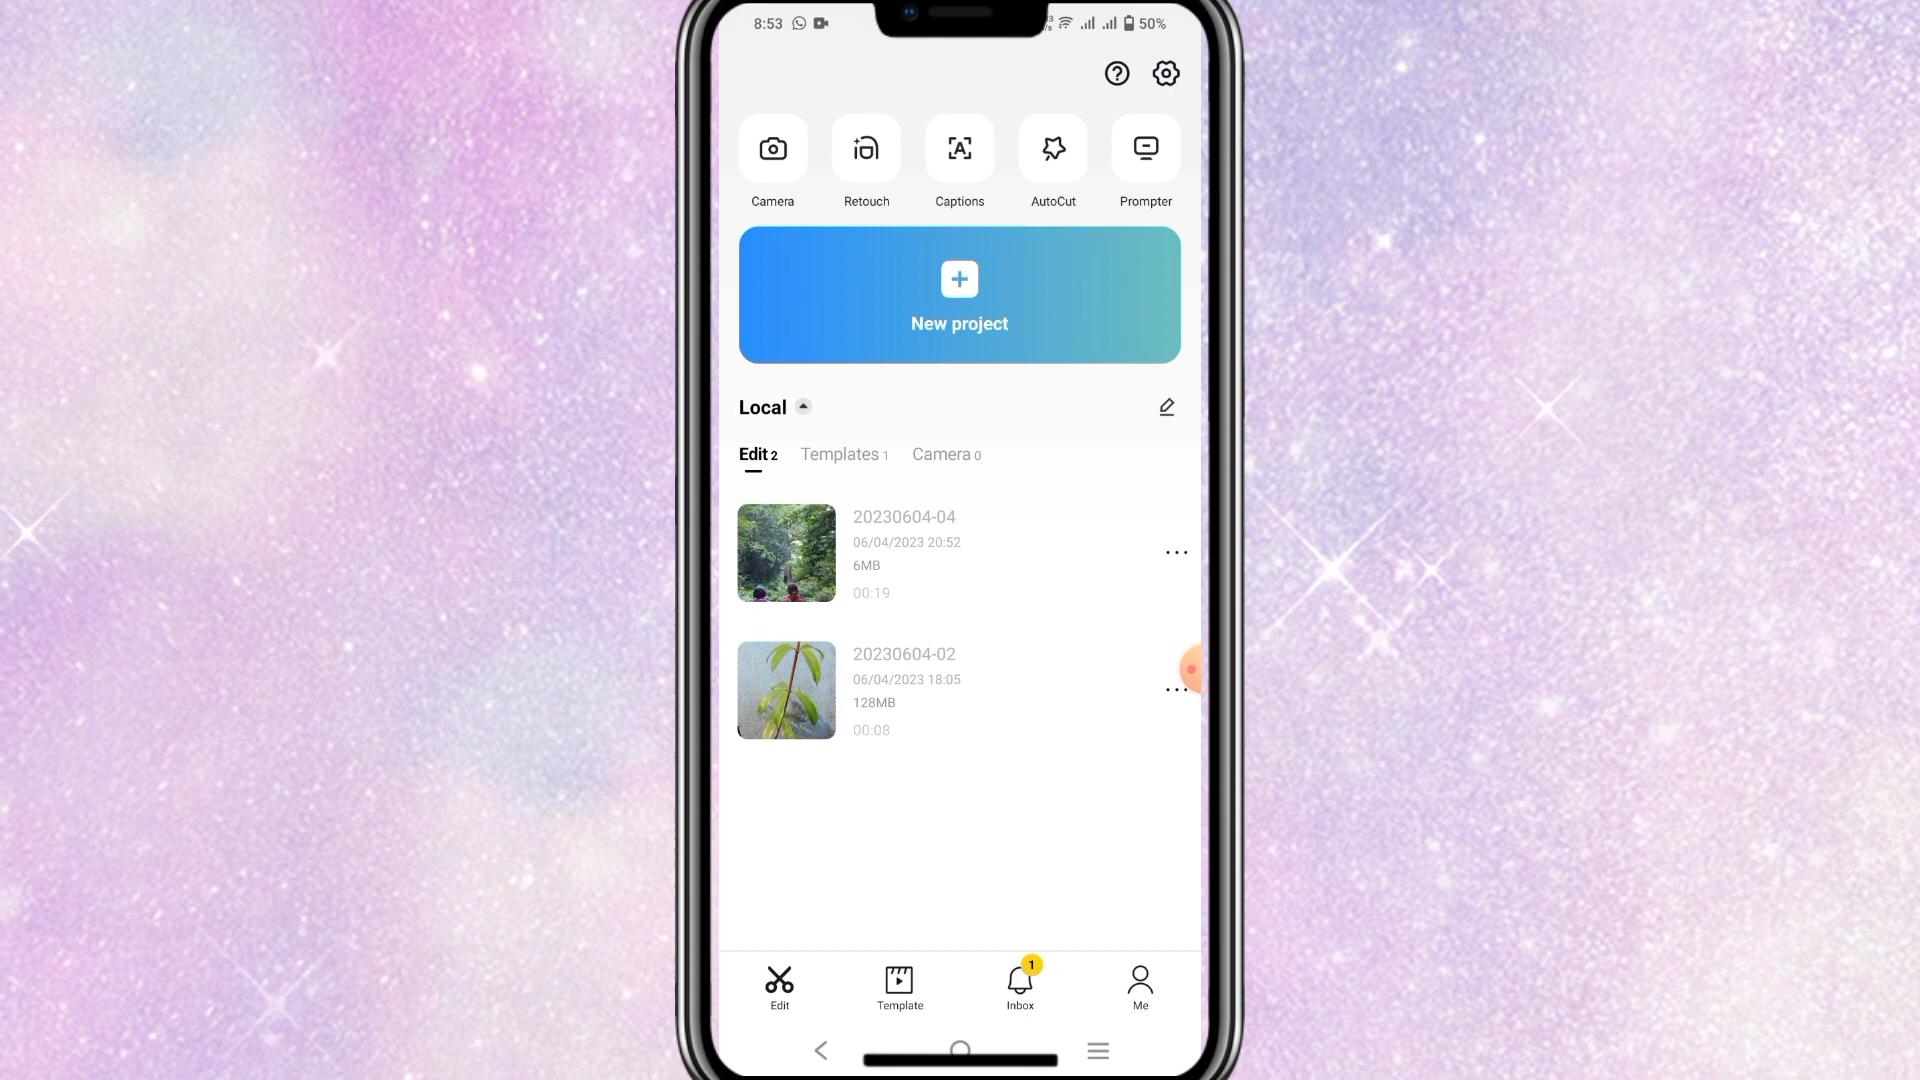 8:53 50%
Camera Retouch Captions AutoCut Prompter
New project
Local
Edit 2 Templates 1 Camera 0
20230604-04
06/04/2023 20:52
6MB
00:19
20230604-02
06/04/2023 18:05
128MB
00:08
1
Edit Template Inbox Me